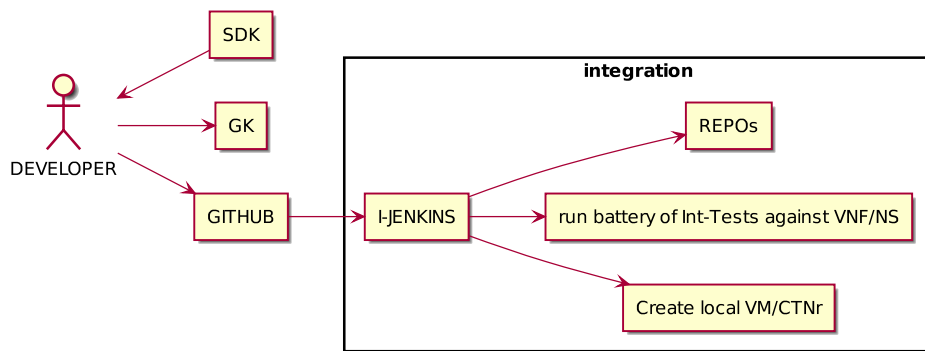 SDK
integration
GK
REPOs
DEVELOPER
GITHUB
I-JENKINS
run battery of Int-Tests against VNF/NS
Create local VM/CTNr